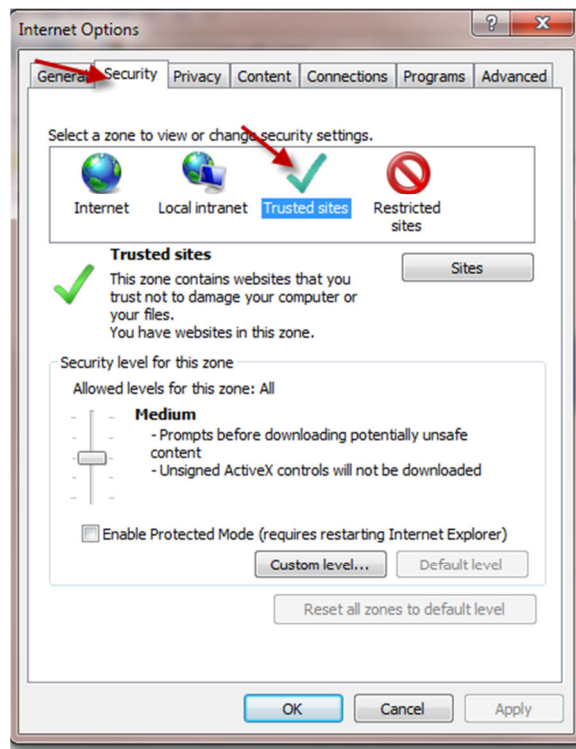 Internet Options
General Security Privacy Content Connections Programs Advanced
Select a zone to view or change security settings.
Internet Local intranet Trusted sites Restricted
sites
Trusted sites
Sites
This zone contains websites that you
trust not to damage your computer or
your files.
You have websites in this zone.
Security level for this zone
Allowed levels for this zone: All
Medium
- Prompts before downloading potentially unsafe
content
- Unsigned ActiveX controls will not be downloaded
Enable Protected Mode (requires restarting Internet Explorer)
Custom level... Default level
Reset all zones to default level
OK Cancel Apply